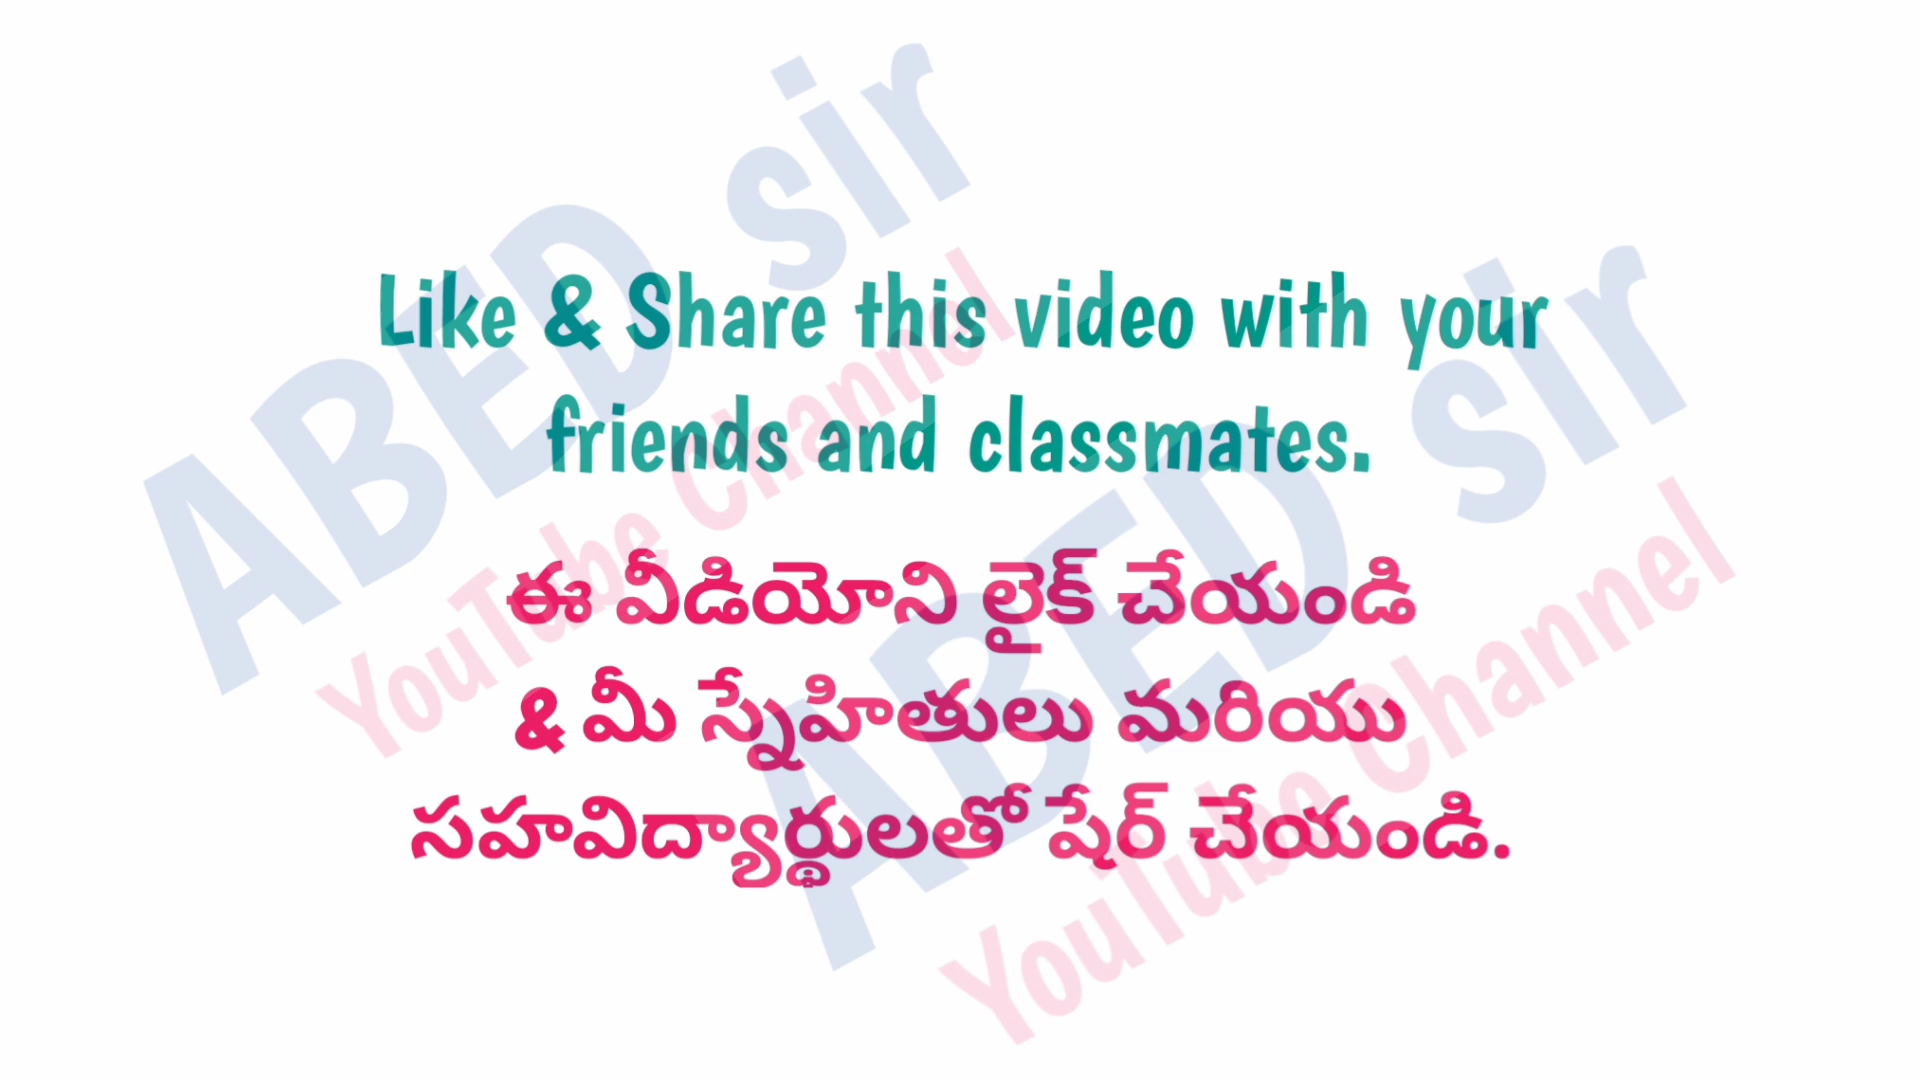 Like & Share this video with your
friends and classmates.
ఈ వీడియోని లైక్ చేయండి
& మీ స్నేహితులు మరియు
సహవిద్యార్థులతో షేర్ చేయండి.
ABED sir
YouTube Channel
ABED sir
YouTube Channel